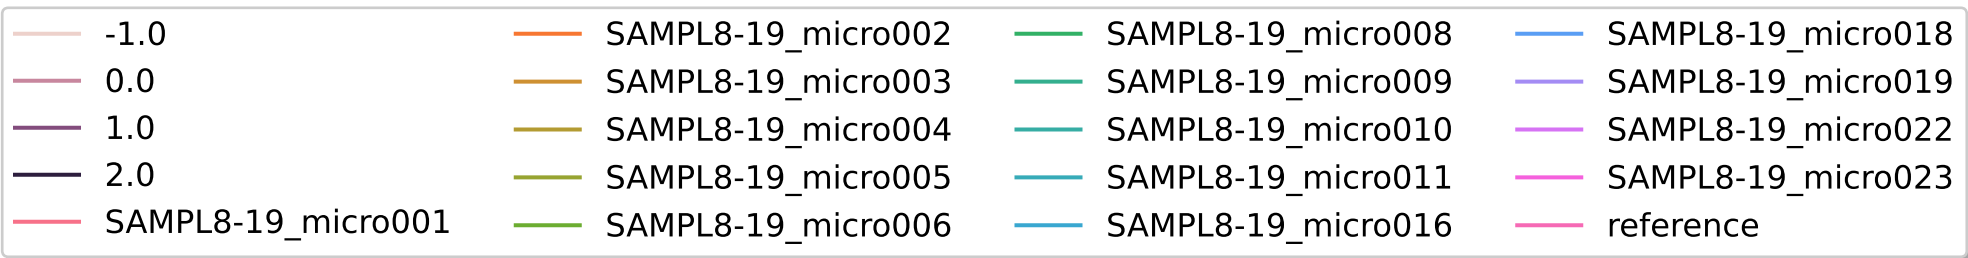 -1.0
0.0
1.0
2.0
SAMPL8-19_micro001
SAMPL8-19_micro002
SAMPL8-19_micro003
SAMPL8-19_micro004
SAMPL8-19_micro005
SAMPL8-19_micro006
SAMPL8-19_micro008
SAMPL8-19_micro009
SAMPL8-19_micro010
SAMPL8-19_micro011
SAMPL8-19_micro016
SAMPL8-19_micro018
SAMPL8-19_micro019
SAMPL8-19_micro022
SAMPL8-19_micro023
reference